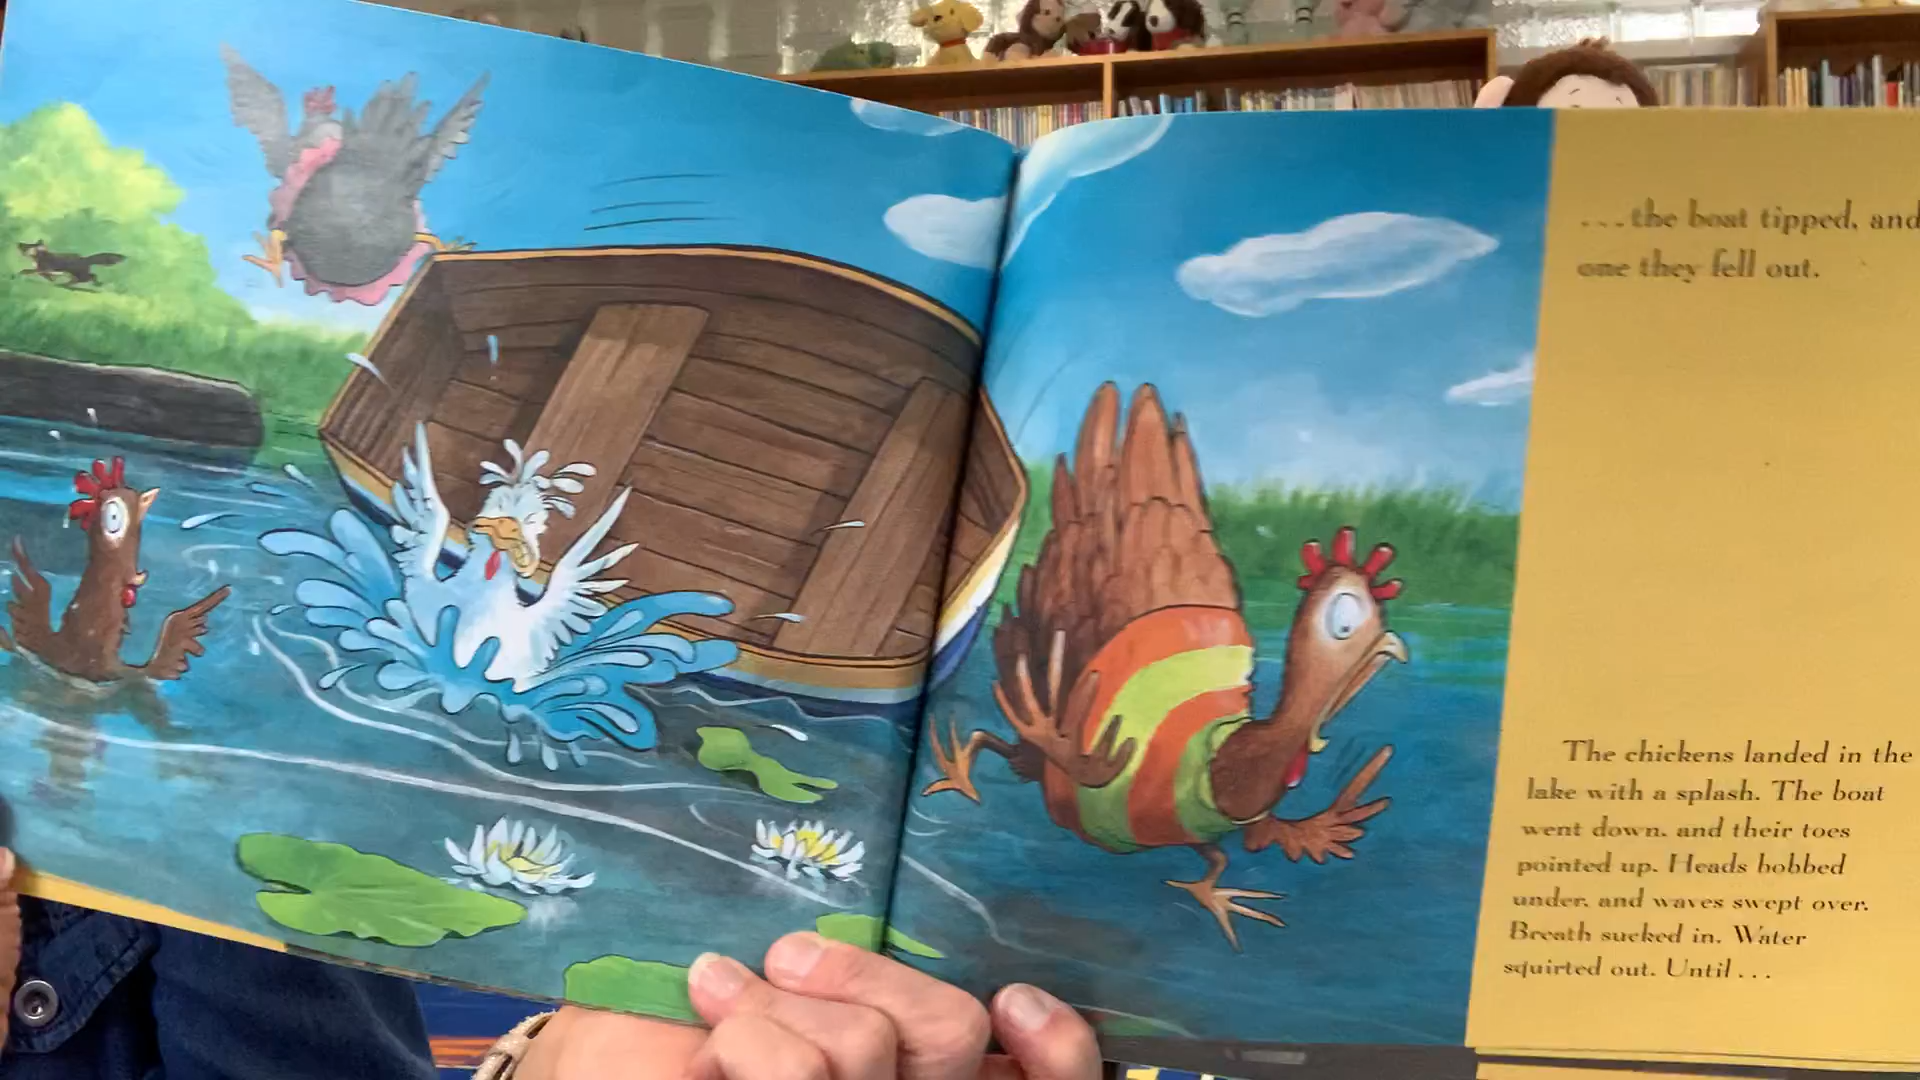 ...the boat tipped, and
one they fell out.
The chickens landed in the
lake with a splash. The boat
went down, and their toes
pointed up. Heads bobbed
under, and waves swept over.
Breath sucked in. Water
squirted out. Until...